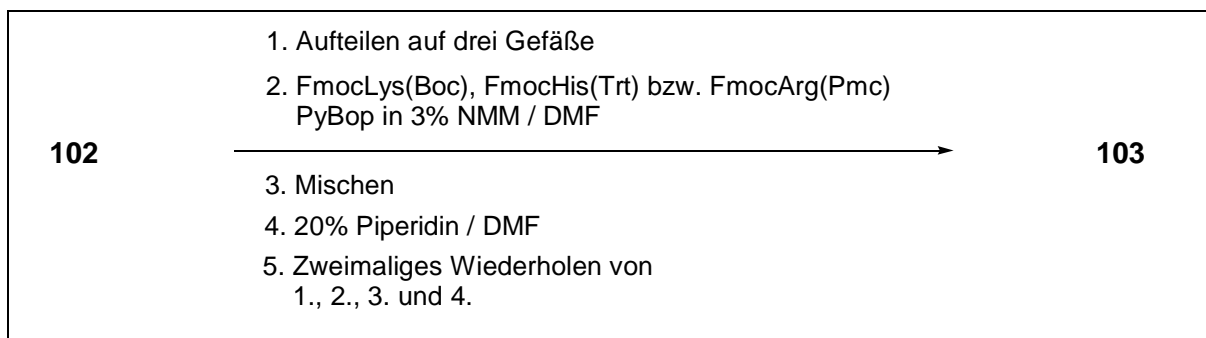 1. Aufteilen auf drei Gefäße
2. FmocLys(Boc), FmocHis(Trt) bzw. FmocArg(Pmc)
PyBop in 3% NMM / DMF
102
103
3. Mischen
4. 20% Piperidin / DMF
5. Zweimaliges Wiederholen von
1., 2., 3. und 4.